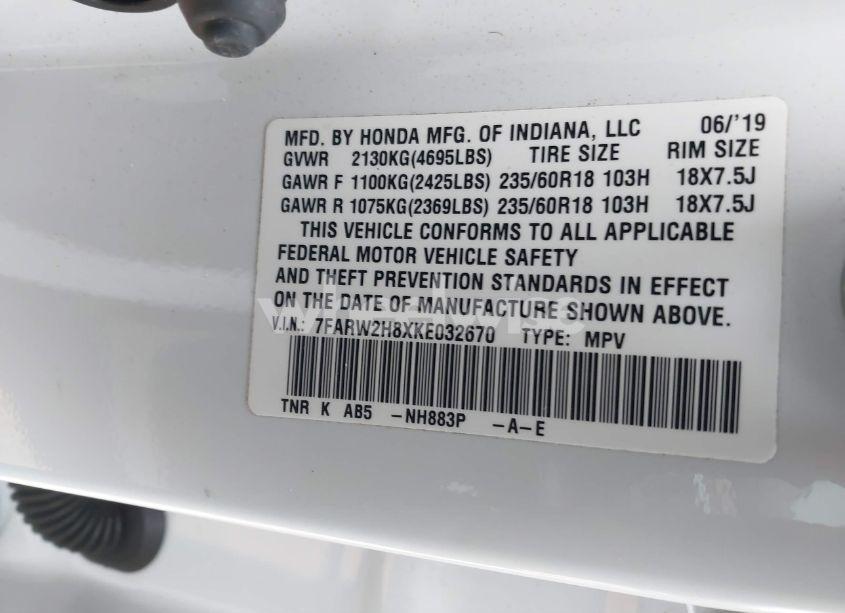 MFD. BY HONDA MFG. OF INDIANA, LLC 06/'19
GVWR 2130KG(4695LBS) TIRE SIZE RIM SIZE
GAWR F 1100KG(2425LBS) 235/60R18 103H 18X7.5J
GAWR R 1075KG(2369LBS) 235/60R18 103H 18X7.5J
THIS VEHICLE CONFORMS TO ALL APPLICABLE
FEDERAL MOTOR VEHICLE SAFETY
AND THEFT PREVENTION STANDARDS IN EFFECT
ON THE DATE OF MANUFACTURE SHOWN ABOVE.
V.I.N.: 7FARW2H8XKE032670 TYPE: MPV
TNR K AB5 -NH883P -A-E